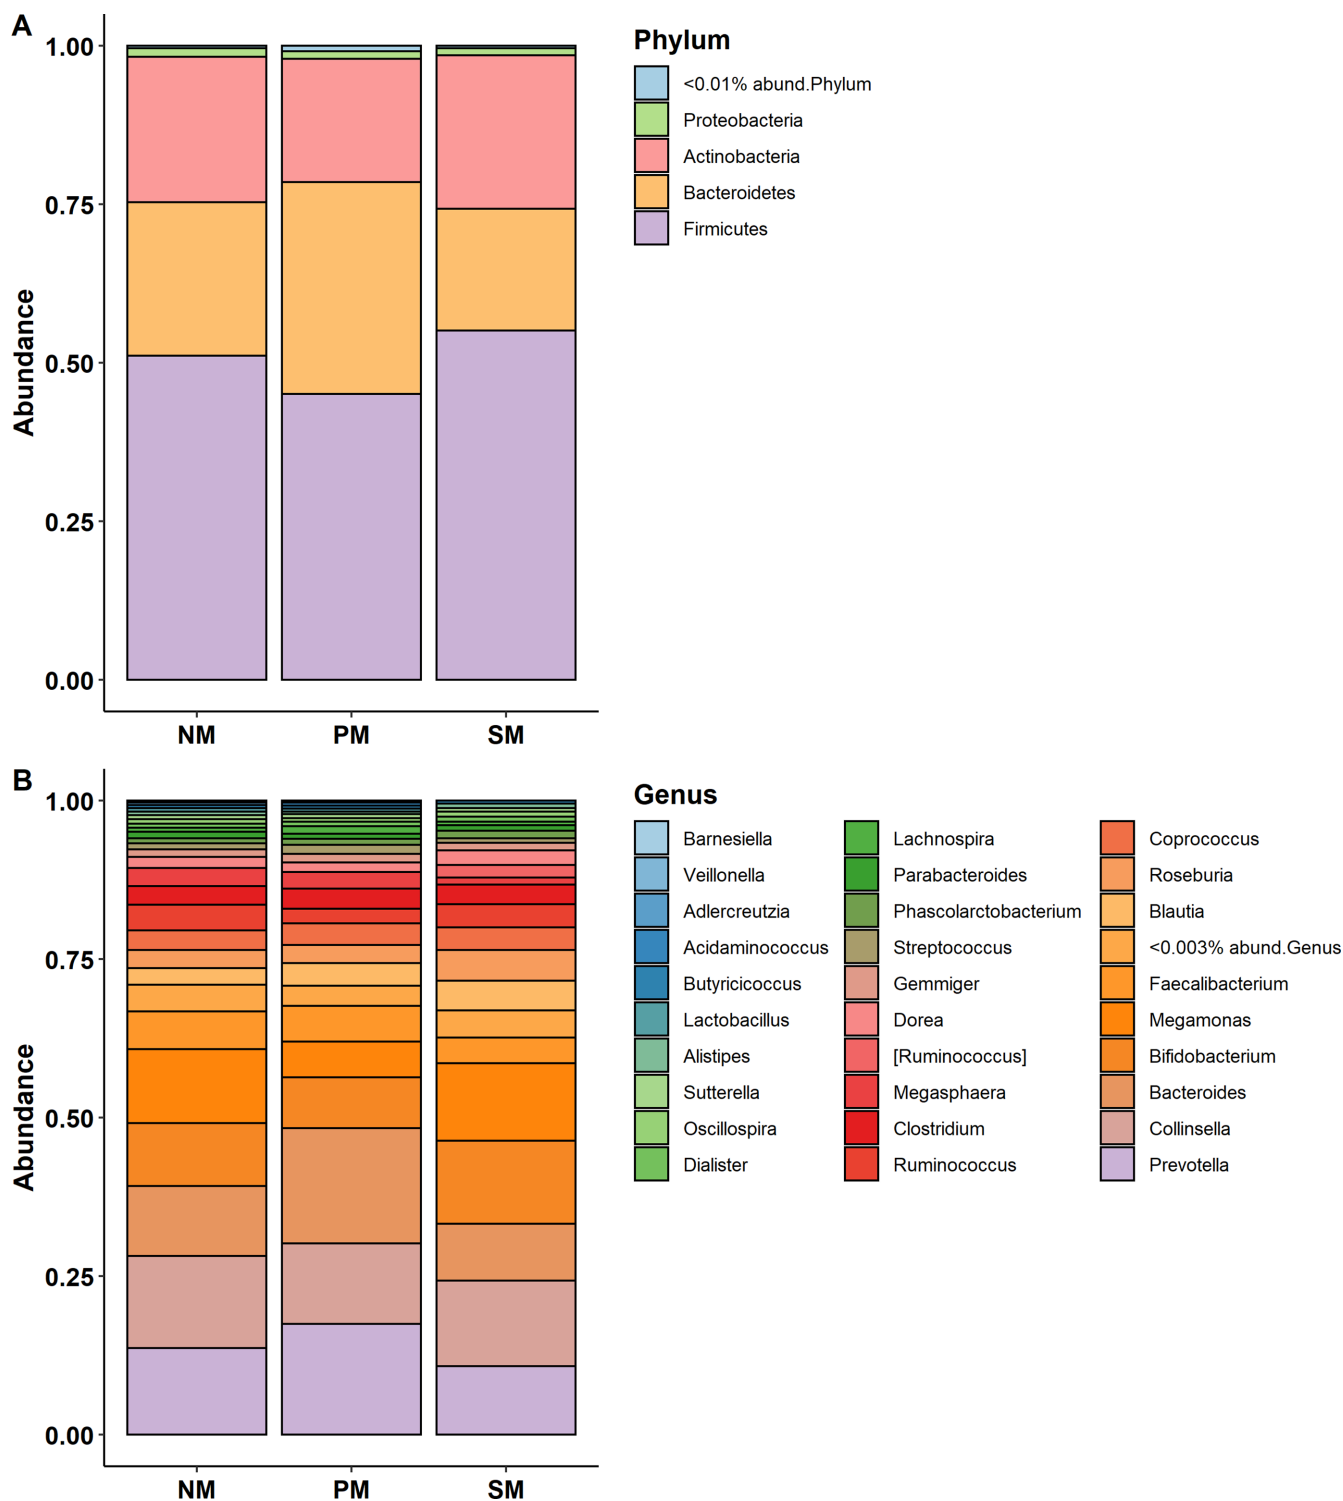 A
Phylum
<0.01% abund.Phylum
Proteobacteria
Actinobacteria
Bacteroidetes
Firmicutes
Abundance
1.00
0.75
0.50
0.25
0.00
NM PM SM
B
Genus
Barnesiella
Veillonella
Adlercreutzia
Acidaminococcus
Butyricicoccus
Lactobacillus
Alistipes
Sutterella
Oscillospira
Dialister
Lachnospira
Parabacteroides
Phascolarctobacterium
Streptococcus
Gemmiger
Dorea
[Ruminococcus]
Megasphaera
Clostridium
Ruminococcus
Coprococcus
Roseburia
Blautia
<0.003% abund.Genus
Faecalibacterium
Megamonas
Bifidobacterium
Bacteroides
Collinsella
Prevotella
Abundance
1.00
0.75
0.50
0.25
0.00
NM PM SM